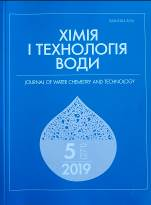 ХІМІЯ
І ТЕХНОЛОГІЯ
ВОДИ
JOURNAL OF WATER CHEMISTRY AND TECHNOLOGY
5
2019